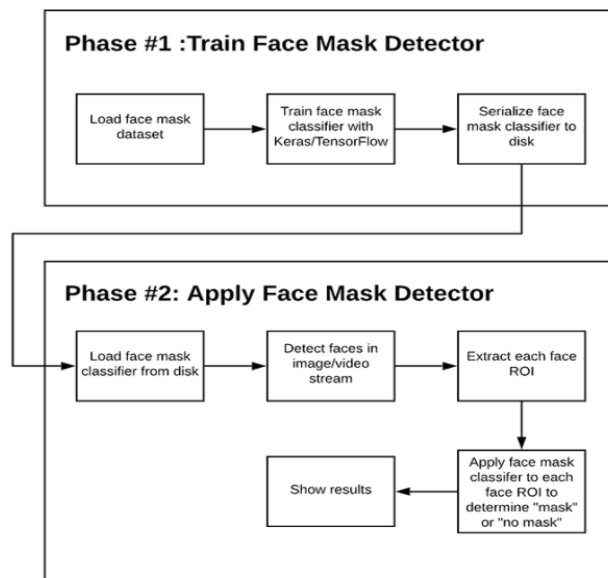 Phase #1 :Train Face Mask Detector
Load face mask
dataset
Train face mask
classifier with
Keras/TensorFlow
Serialize face
mask classifier to
disk
Phase #2: Apply Face Mask Detector
Load face mask
classifier from disk
Detect faces in
image/video
stream
Extract each face
ROI
Apply face mask
classifer to each
face ROI to
determine "mask"
or "no mask"
Show results